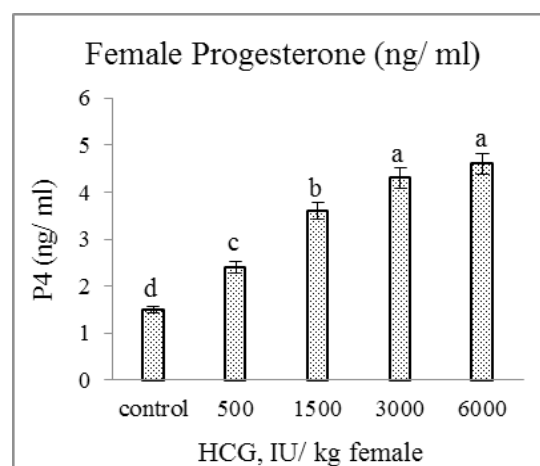 Female Progesterone (ng/ ml)
6
5
4
3
2
1
0
P4 (ng/ ml)
d
c
b
a
a
control 500 1500 3000 6000
HCG, IU/ kg female